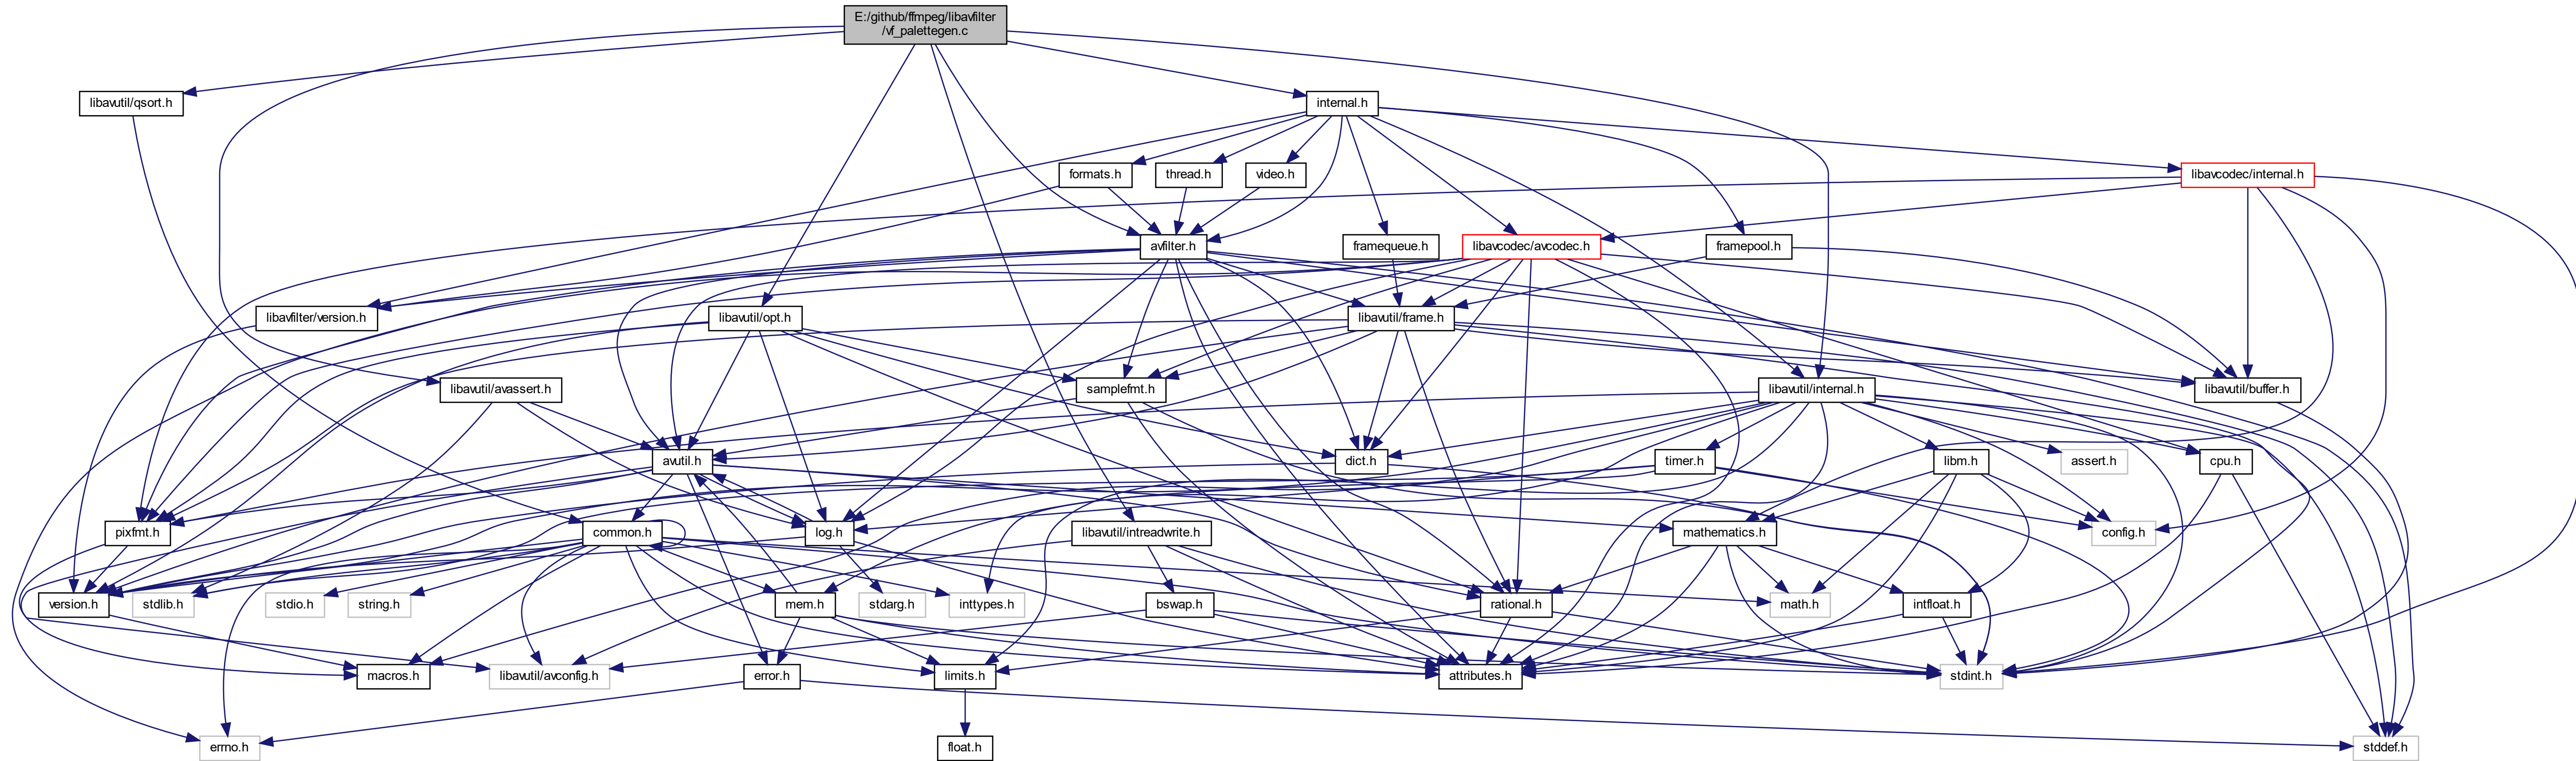 E:/github/ffmpeg/libavfilter
/vf_palettegen.c
libavutil/qsort.h
internal.h
formats.h
thread.h
video.h
libavcodec/internal.h
avfilter.h
framequeue.h
libavcodec/avcodec.h
framepool.h
libavfilter/version.h
libavutil/opt.h
libavutil/frame.h
libavutil/avassert.h
samplefmt.h
libavutil/internal.h
libavutil/buffer.h
avutil.h
dict.h
timer.h
libm.h
assert.h
cpu.h
pixfmt.h
common.h
log.h
libavutil/intreadwrite.h
mathematics.h
config.h
version.h
stdlib.h
stdio.h
string.h
mem.h
stdarg.h
inttypes.h
bswap.h
rational.h
math.h
intfloat.h
macros.h
libavutil/avconfig.h
error.h
limits.h
attributes.h
stdint.h
errno.h
float.h
stddef.h